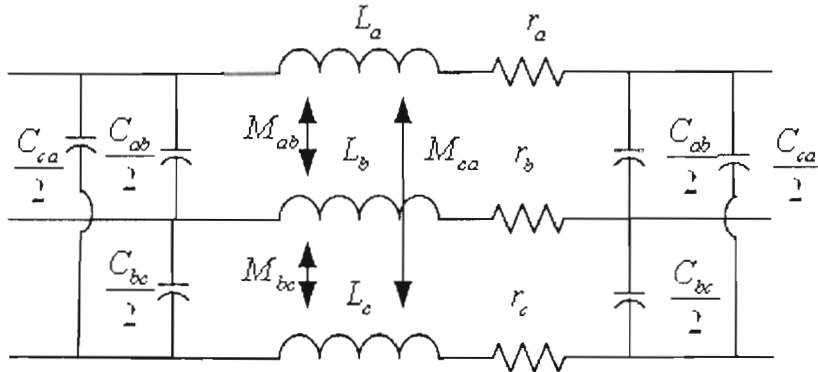 L_a
r_a
C_ca/2
C_ab/2
M_ab
L_b
M_ca
r_b
C_ab/2
C_ca/2
C_bc/2
M_bc
L_c
r_c
C_bc/2